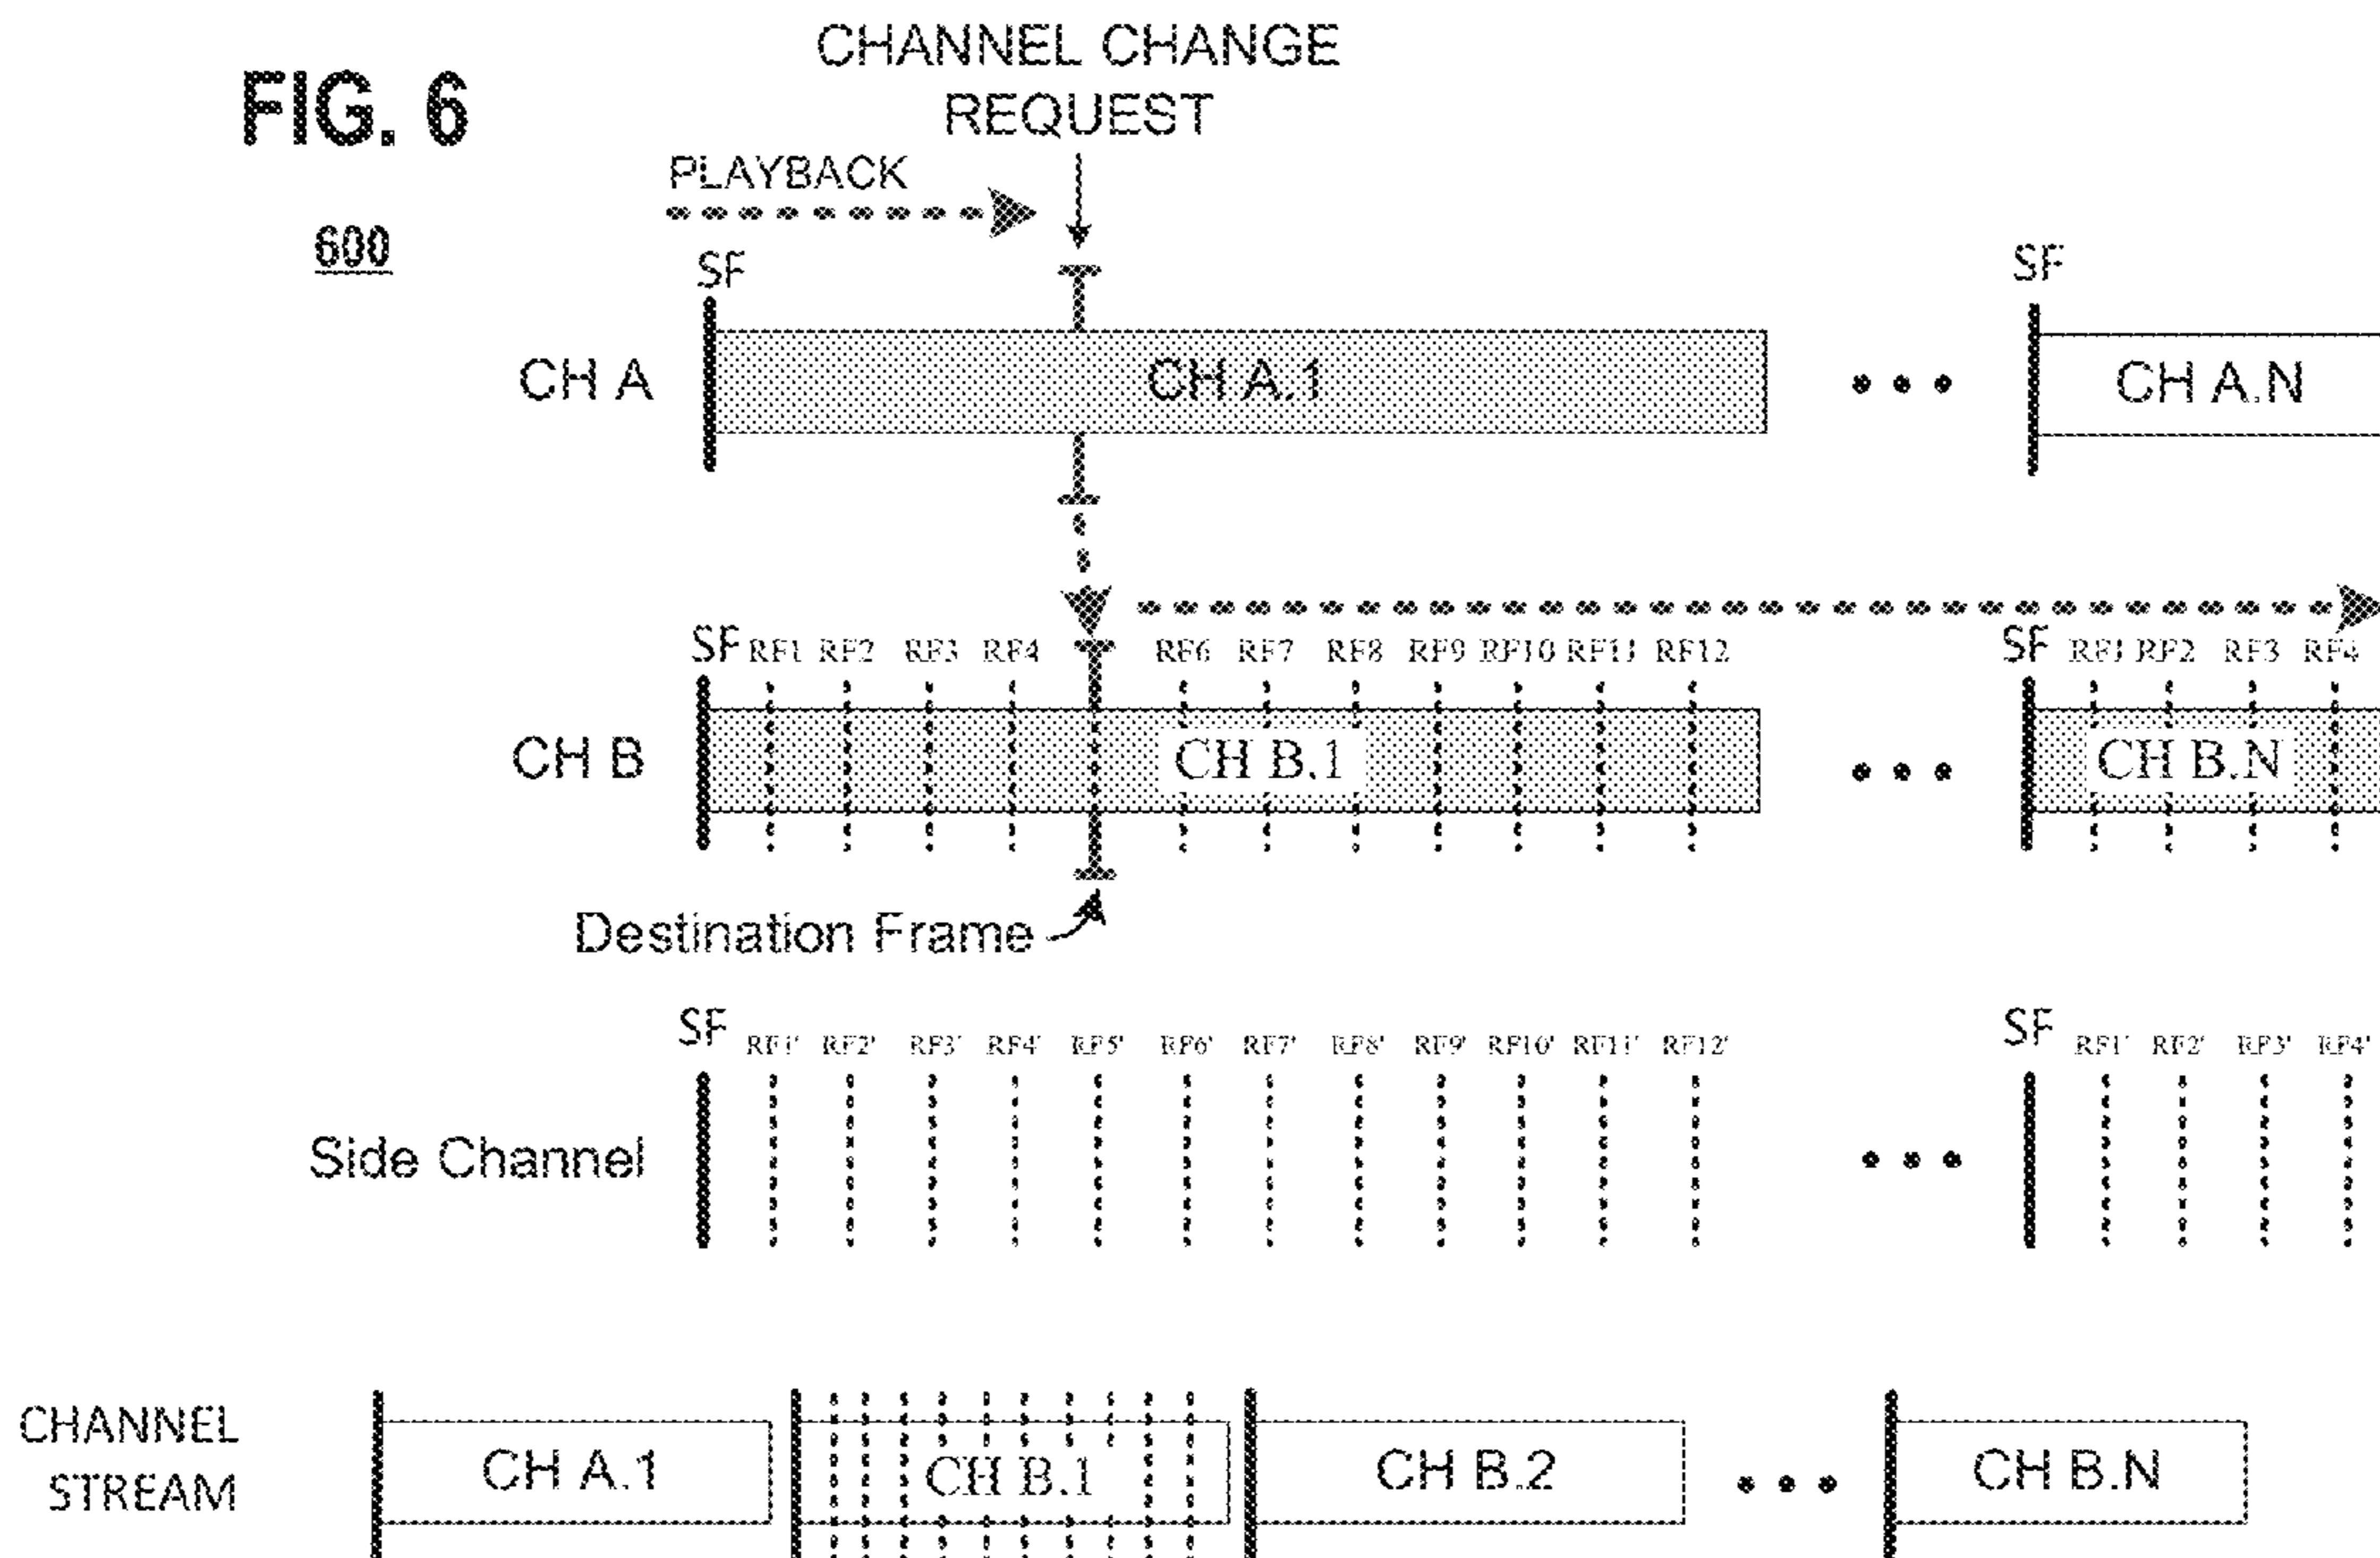 FIG. 6
CHANNEL CHANGE
REQUEST
PLAYBACK
600
SF SF
CH A CH A.1 CH A.N
SF RF1 RF2 RF3 RF4 RF6 RF7 RF8 RF9 RF10 RF11 RF12 SF RF1 RF2 RF3 RF4
CH B CH B.1 CH B.N
Destination Frame
SF RF1' RF2' RF3' RF4' RF5' RF6' RF7' RF8' RF9' RF10' RF11' RF12' SF RF1' RF2' RF3' RF4'
Side Channel
CHANNEL
STREAM
CH A.1 CH B.1 CH B.2 CH B.N